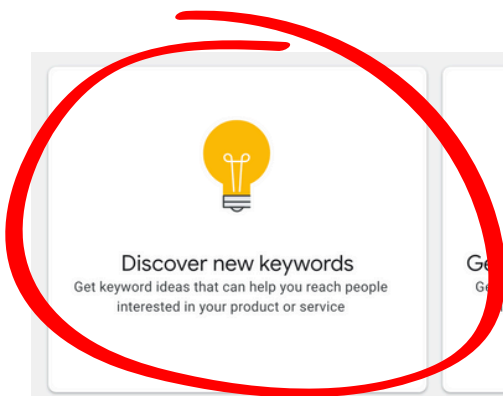 Discover new keywords
Get keyword ideas that can help you reach people
interested in your product or service